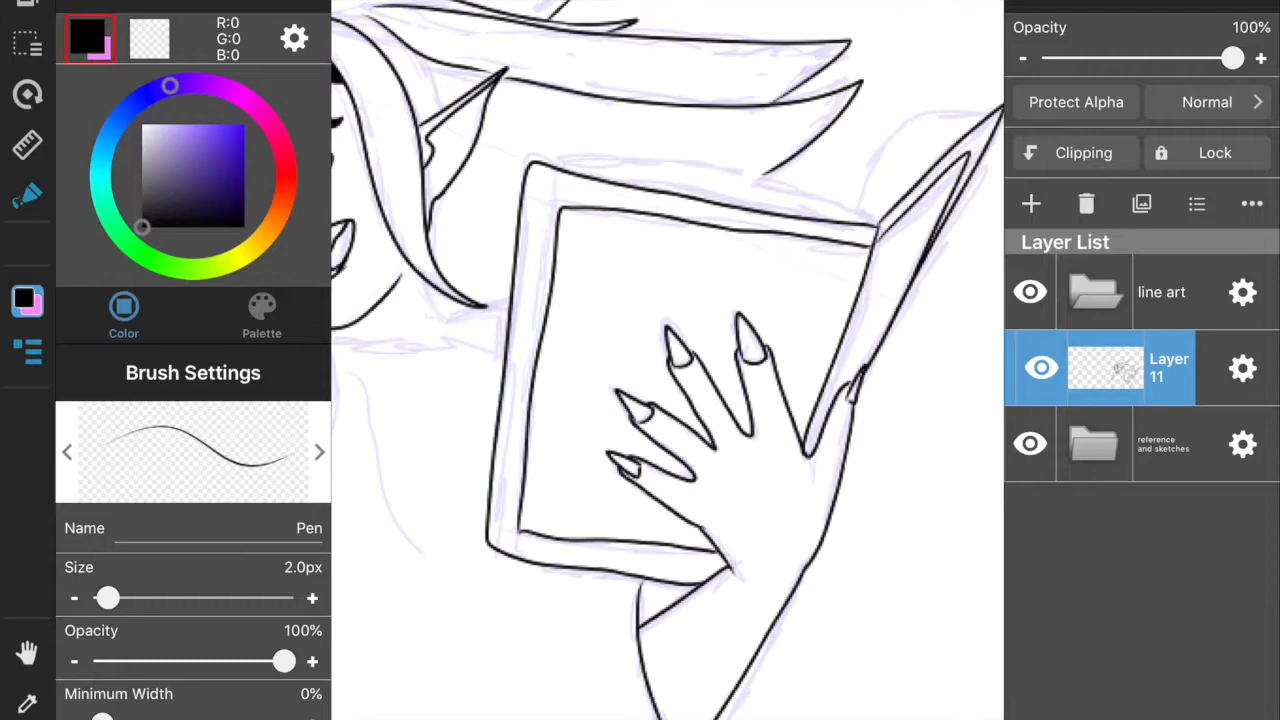 R:0
G:0
B:0
Color
Palette
Brush Settings
Name Pen
Size 2.0px
- +
Opacity 100%
- +
Minimum Width 0%
Opacity 100%
- +
Protect Alpha Normal
Clipping Lock
Layer List
line art
Layer
11
reference
and sketches